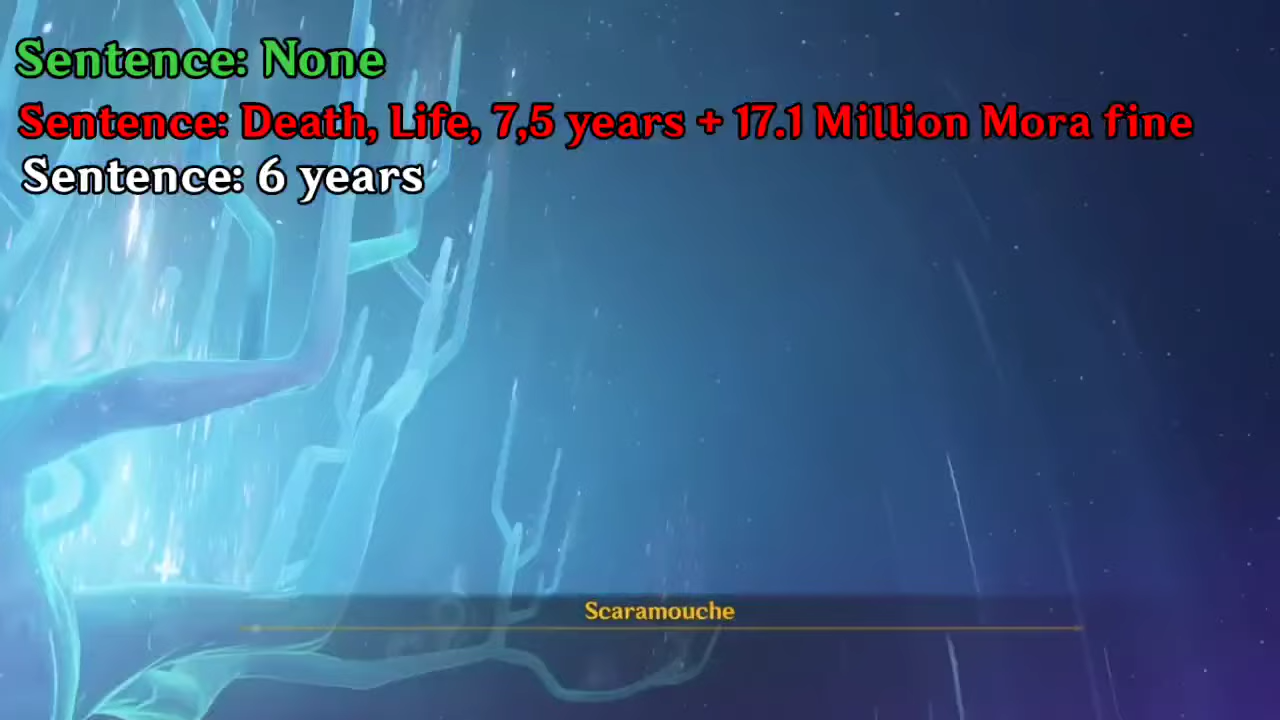 Sentence: None
Sentence: Death, Life, 7,5 years + 17.1 Million Mora fine
Sentence: 6 years
Scaramouche